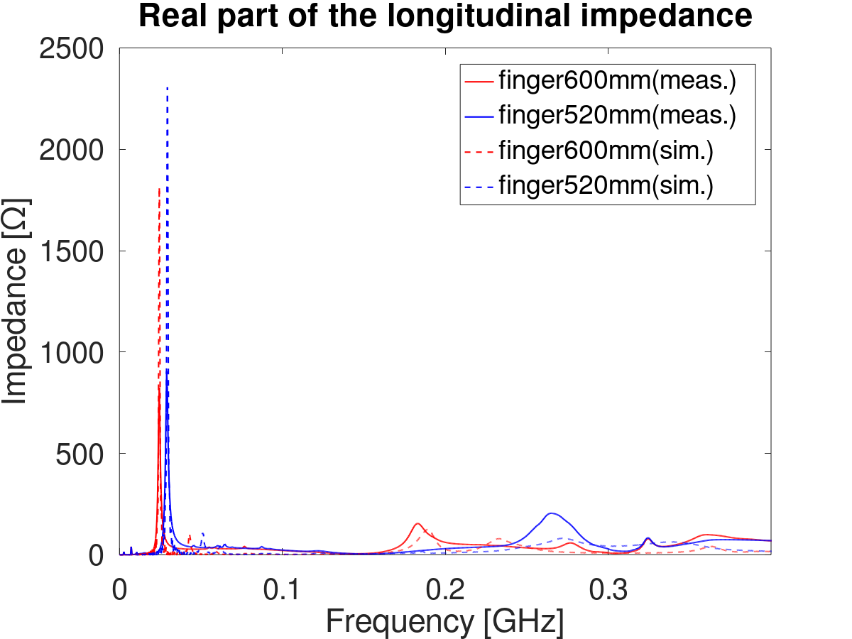 Real part of the longitudinal impedance
2500
2000
1500
1000
500
0
Impedance [Ω]
finger600mm(meas.)
finger520mm(meas.)
finger600mm(sim.)
finger520mm(sim.)
0
0.1
0.2
0.3
Frequency [GHz]